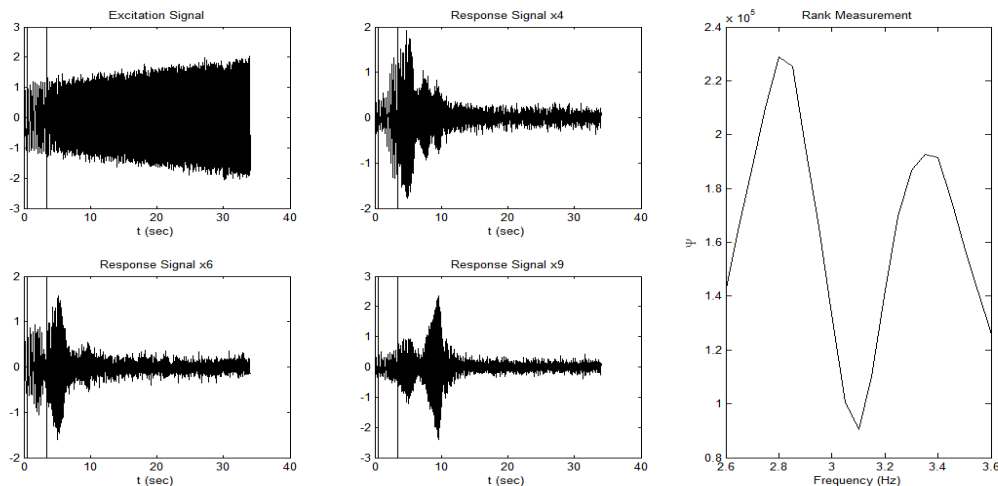 Excitation Signal
3
2
1
0
-1
-2
-3
0 10 20 30 40
t (sec)
Response Signal x4
2
1
0
-1
-2
0 10 20 30 40
t (sec)
Response Signal x6
2
1
0
-1
-2
0 10 20 30 40
t (sec)
Response Signal x9
3
2
1
0
-1
-2
-3
0 10 20 30 40
t (sec)
Rank Measurement
x 10^5
2.4
2.2
2
1.8
1.6
1.4
1.2
1
0.8
Ψ
2.6 2.8 3 3.2 3.4 3.6
Frequency (Hz)